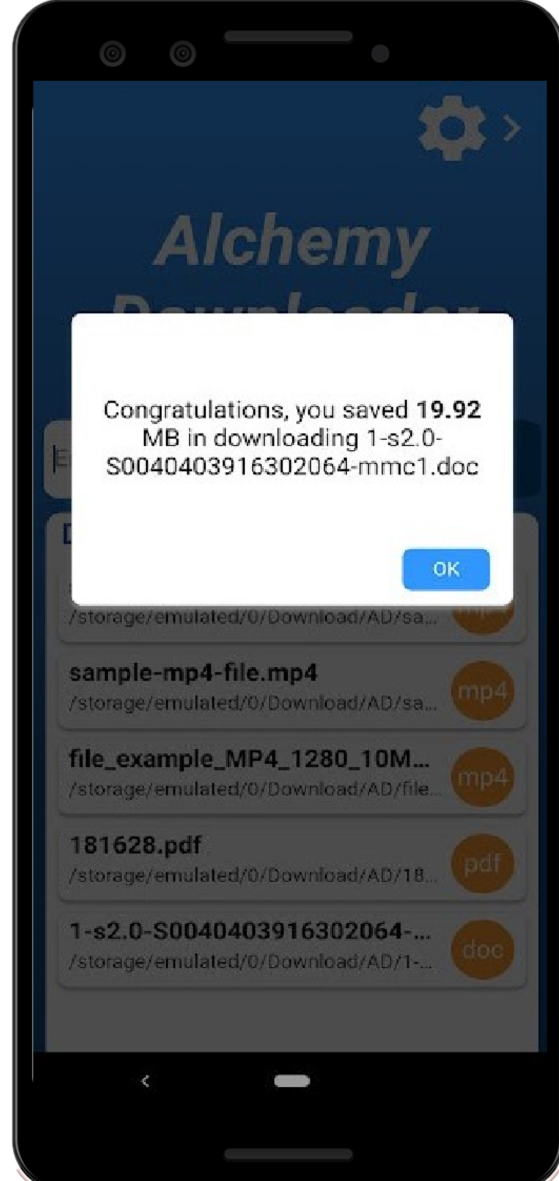 Alchemy
Downloader
Congratulations, you saved 19.92
MB in downloading 1-s2.0-
S0040403916302064-mmc1.doc
OK
/storage/emulated/0/Download/AD/sa...
mp4
sample-mp4-file.mp4
/storage/emulated/0/Download/AD/sa...
mp4
file_example_MP4_1280_10M...
/storage/emulated/0/Download/AD/file...
mp4
181628.pdf
/storage/emulated/0/Download/AD/18...
pdf
1-s2.0-S0040403916302064-...
/storage/emulated/0/Download/AD/1-...
doc